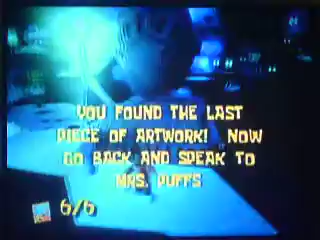 YOU FOUND THE LAST
PIECE OF ARTWORK! NOW
GO BACK AND SPEAK TO
MRS. PUFFS
6/6